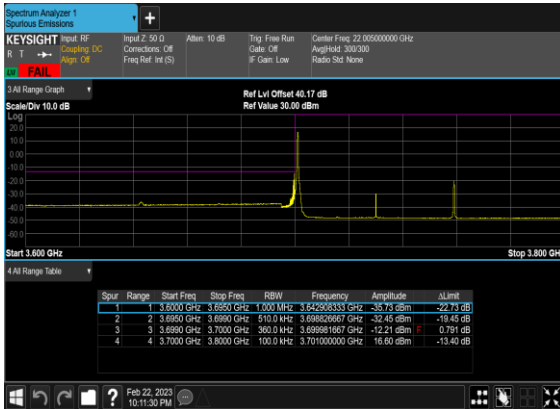 Spectrum Analyzer 1
Spurious Emissions
+
KEYSIGHT Input: RF Input Z: 50 Ω Atten: 10 dB Trig: Free Run Center Freq: 22.005000000 GHz
R T Coupling: DC Corrections: Off Gate: Off Avg|Hold: 300/300
Align: Off Freq Ref: Int (S) IF Gain: Low Radio Std: None
FAIL
3 All Range Graph Ref Lvl Offset 40.17 dB
Scale/Div 10.0 dB Ref Value 30.00 dBm
Log
20.0
10.0
0.00
-10.0
-20.0
-30.0
-40.0
-50.0
-60.0
Start 3.600 GHz Stop 3.800 GH
4 All Range Table
Spur Range Start Freq Stop Freq RBW Frequency Amplitude ΔLimit
1 1 3.6000 GHz 3.6950 GHz 1.000 MHz 3.642908333 GHz -35.73 dBm -22.73 dB
2 2 3.6950 GHz 3.6990 GHz 510.0 kHz 3.698826667 GHz -32.45 dBm -19.45 dB
3 3 3.6990 GHz 3.7000 GHz 360.0 kHz 3.699981667 GHz -12.21 dBm F 0.791 dB
4 4 3.7000 GHz 3.8000 GHz 100.0 kHz 3.701000000 GHz 16.60 dBm -13.40 dB
? Feb 22, 2023
10:11:30 PM